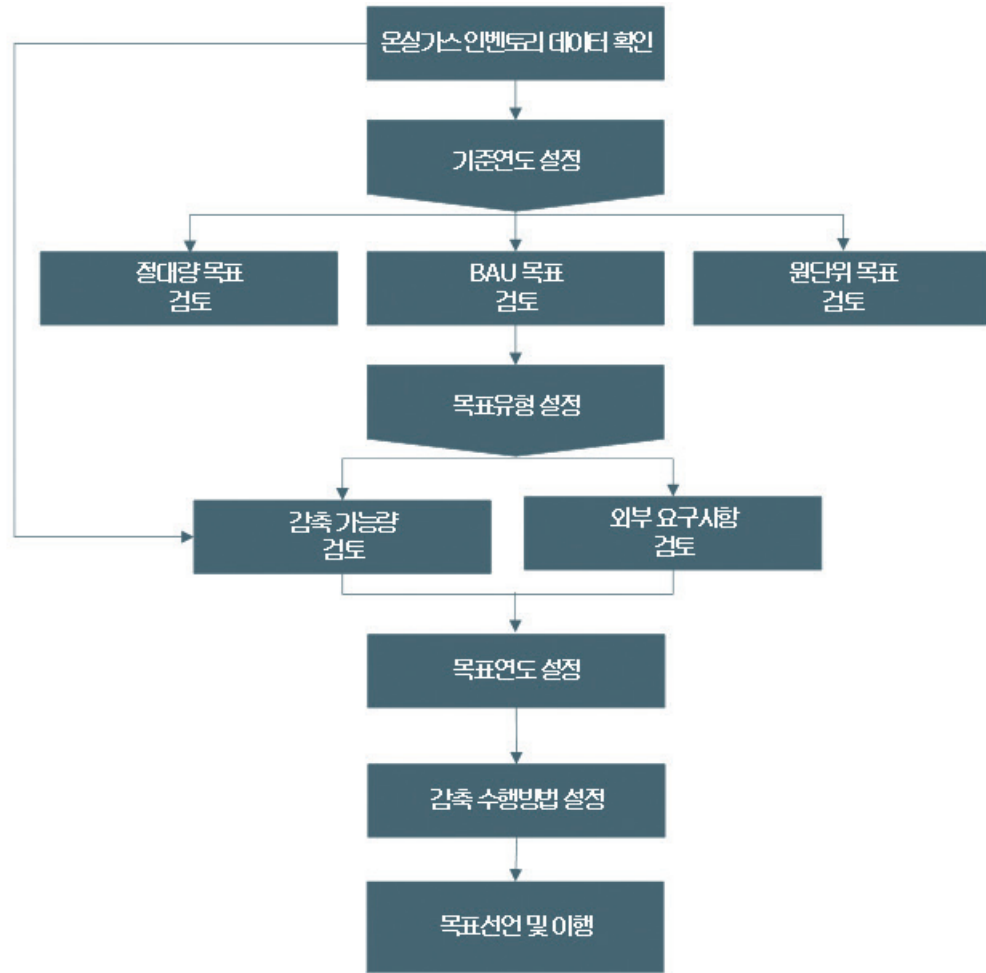 온실가스 인벤토리 데이터 확인
기준연도 설정
절대량 목표
검토
BAU 목표
검토
원단위 목표
검토
목표유형 설정
감축 가능량
검토
외부 요구사항
검토
목표연도 설정
감축 수행방법 설정
목표선언 및 이행